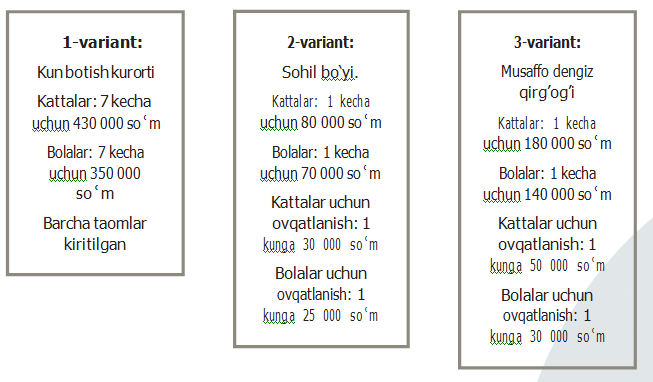 1-variant:
Kun botish kurorti
Kattalar: 7 kecha
uchun 430 000 soʻm
Bolalar: 7 kecha
uchun 350 000
soʻm
Barcha taomlar
kiritilgan
2-variant:
Sohil bo‘yi.
Kattalar: 1 kecha
uchun 80 000 soʻm
Bolalar: 1 kecha
uchun 70 000 soʻm
Kattalar uchun
ovqatlanish: 1
kunga 30 000 soʻm
Bolalar uchun
ovqatlanish: 1
kunga 25 000 soʻm
3-variant:
Musaffo dengiz
qirg’og’i
Kattalar: 1 kecha
uchun 180 000 soʻm
Bolalar: 1 kecha
uchun 140 000 soʻm
Kattalar uchun
ovqatlanish: 1
kunga 50 000 soʻm
Bolalar uchun
ovqatlanish: 1
kunga 30 000 soʻm